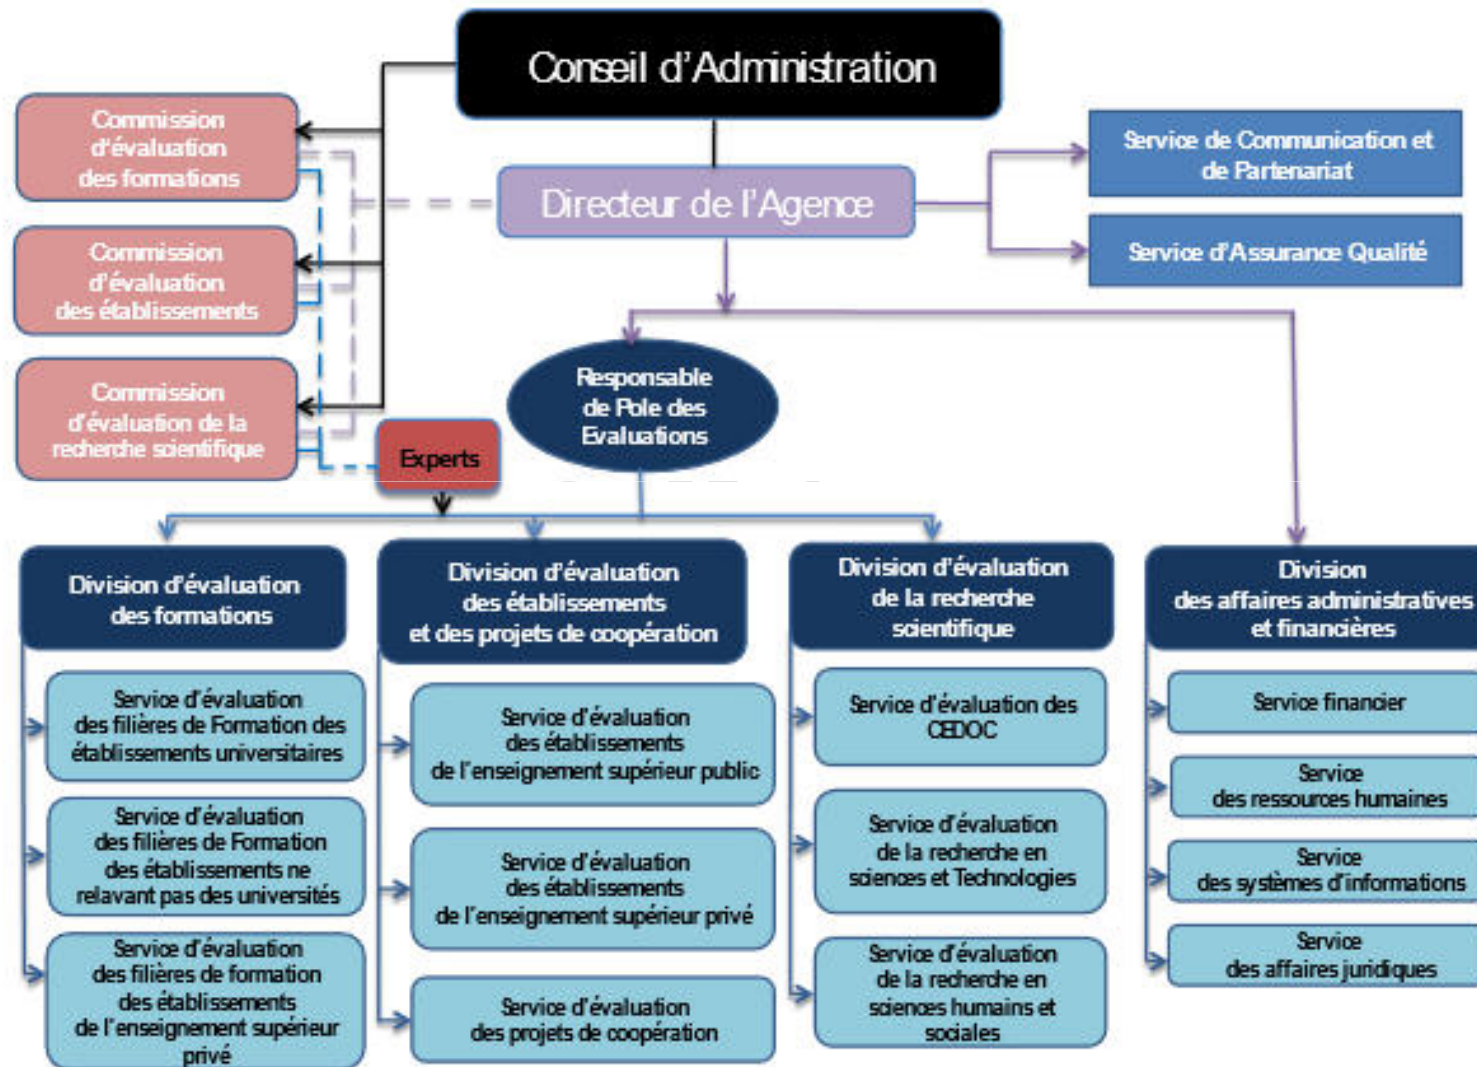 Conseil d'Administration
Commission
d'évaluation
des formations
Service de Communication et
de Partenariat
Directeur de l'Agence
Service d'Assurance Qualité
Commission
d'évaluation
des établissements
Commission
d'évaluation de la
recherche scientifique
Responsable
de Pole des
Evaluations
Experts
Division d'évaluation
des formations
Division d'évaluation
des établissements
et des projets de coopération
Division d'évaluation
de la recherche
scientifique
Division
des affaires administratives
et financières
Service d'évaluation
des filières de Formation des
établissements universitaires
Service d'évaluation
des filières de Formation
des établissements ne
relavant pas des universités
Service d'évaluation
des filières de formation
des établissements
de l'enseignement supérieur
privé
Service d'évaluation
des établissements
de l'enseignement supérieur public
Service d'évaluation
des établissements
de l'enseignement supérieur privé
Service d'évaluation
des projets de coopération
Service d'évaluation des
CEDOC
Service d'évaluation
de la recherche en
sciences et Technologies
Service d'évaluation
de la recherche en
sciences humains et
sociales
Service financier
Service
des ressources humaines
Service
des systèmes d'informations
Service
des affaires juridiques